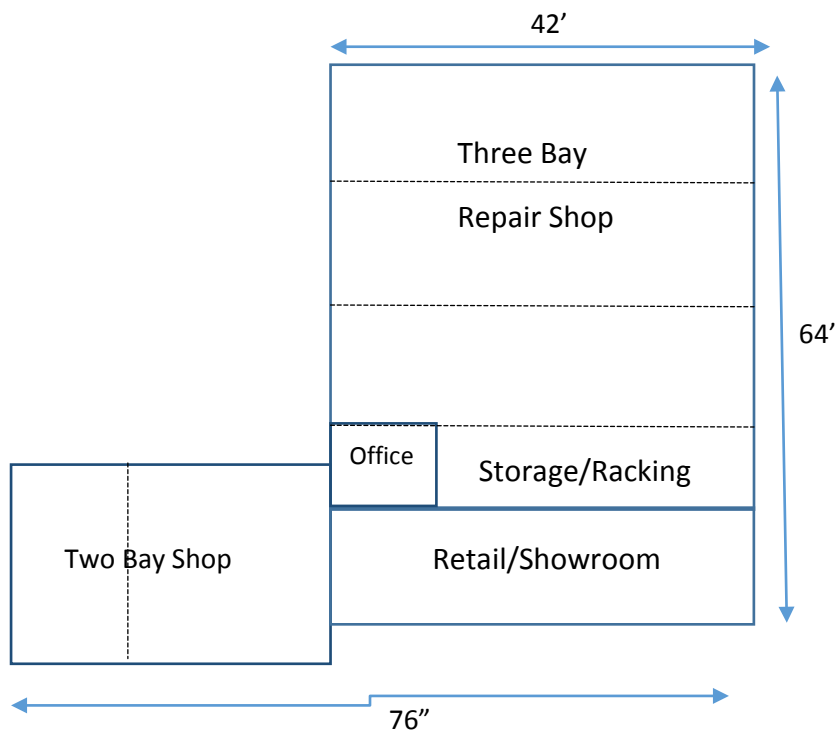 42’
Three Bay
Repair Shop
64’
Office
Storage/Racking
Two Bay Shop
Retail/Showroom
76”